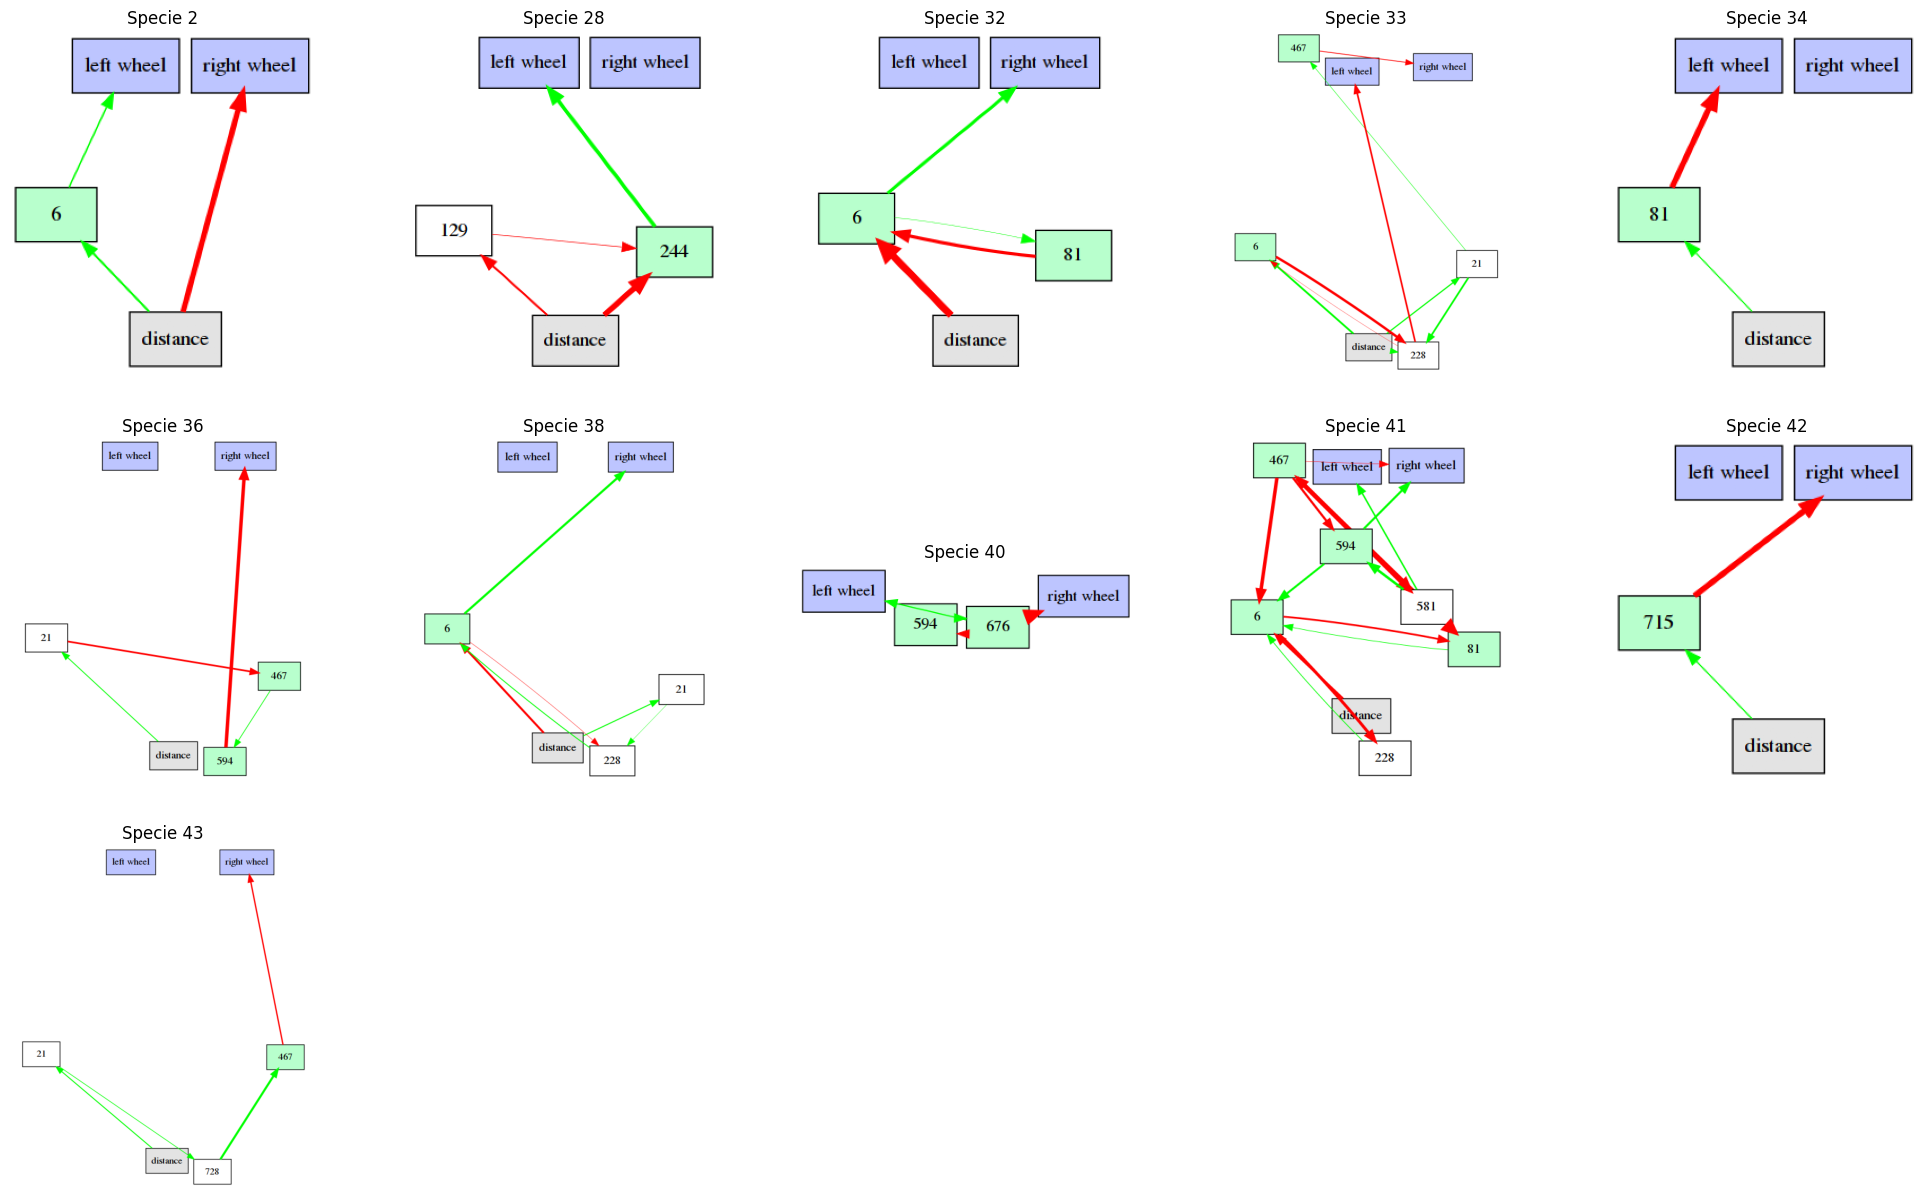 Specie 2
left wheel
right wheel
6
distance
Specie 28
left wheel
right wheel
129
244
distance
Specie 32
left wheel
right wheel
6
81
distance
Specie 33
467
left wheel
right wheel
6
21
distance
228
Specie 34
left wheel
right wheel
81
distance
Specie 36
left wheel
right wheel
21
467
distance
594
Specie 38
left wheel
right wheel
6
21
distance
228
Specie 40
left wheel
594
676
right wheel
Specie 41
467
left wheel
right wheel
594
581
6
81
distance
228
Specie 42
left wheel
right wheel
715
distance
Specie 43
left wheel
right wheel
21
467
distance
728